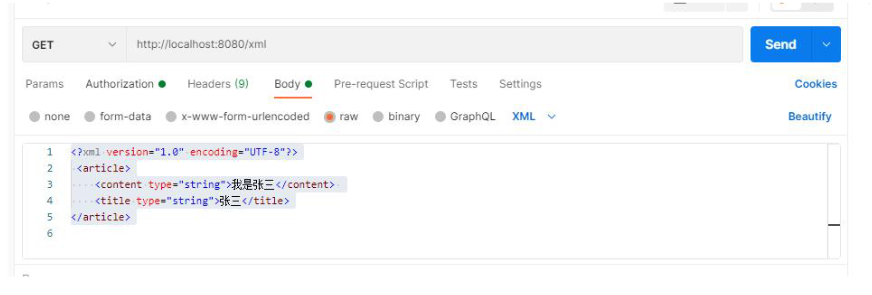 GET http://localhost:8080/xml Send
Params Authorization Headers (9) Body Pre-request Script Tests Settings Cookies
none form-data x-www-form-urlencoded raw binary GraphQL XML Beautify
1 <?xml version="1.0" encoding="UTF-8"?>
2 <article>
3 <content type="string">我是张三</content>
4 <title type="string">张三</title>
5 </article>
6